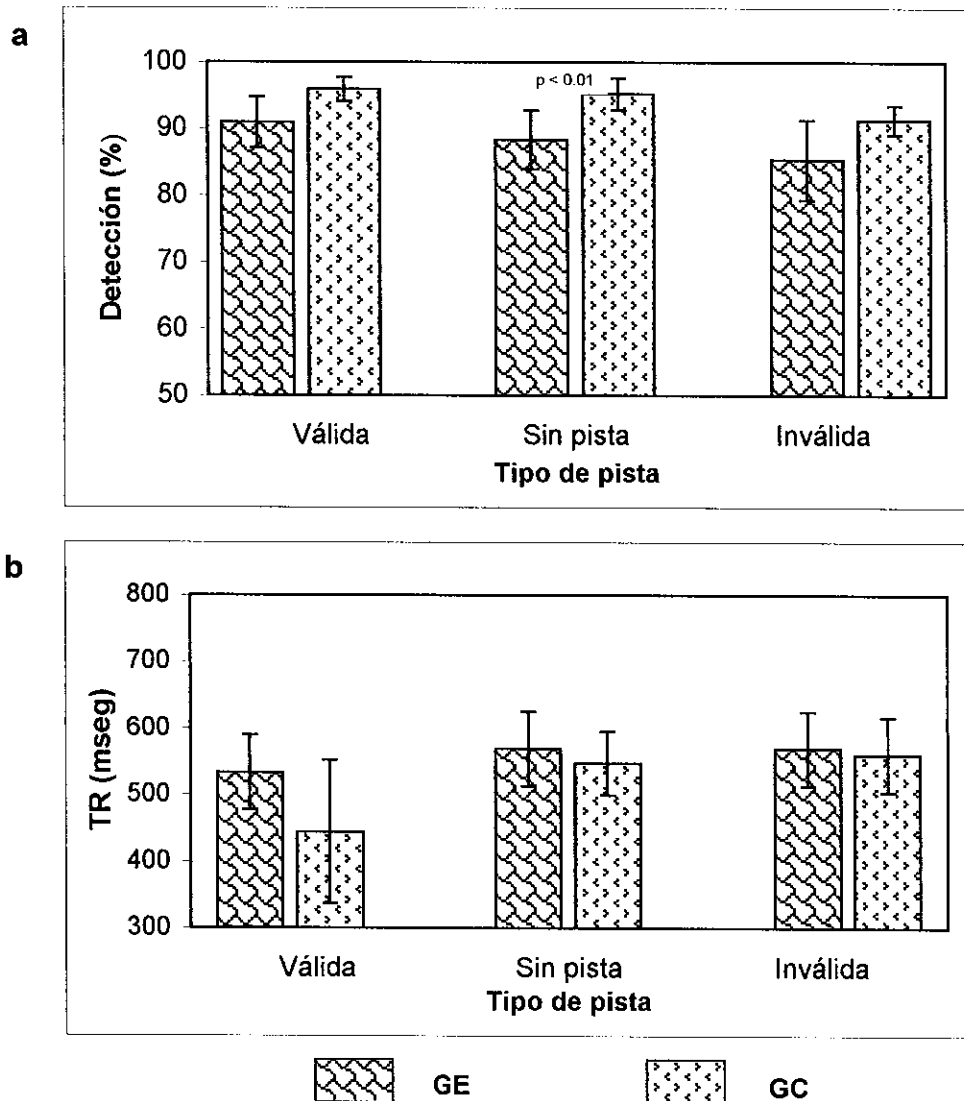 a
100
p < 0.01
90
80
70
60
50
Detección (%)
Válida Sin pista Inválida
Tipo de pista
b
800
700
600
500
400
300
TR (mseg)
Válida Sin pista Inválida
Tipo de pista
GE GC